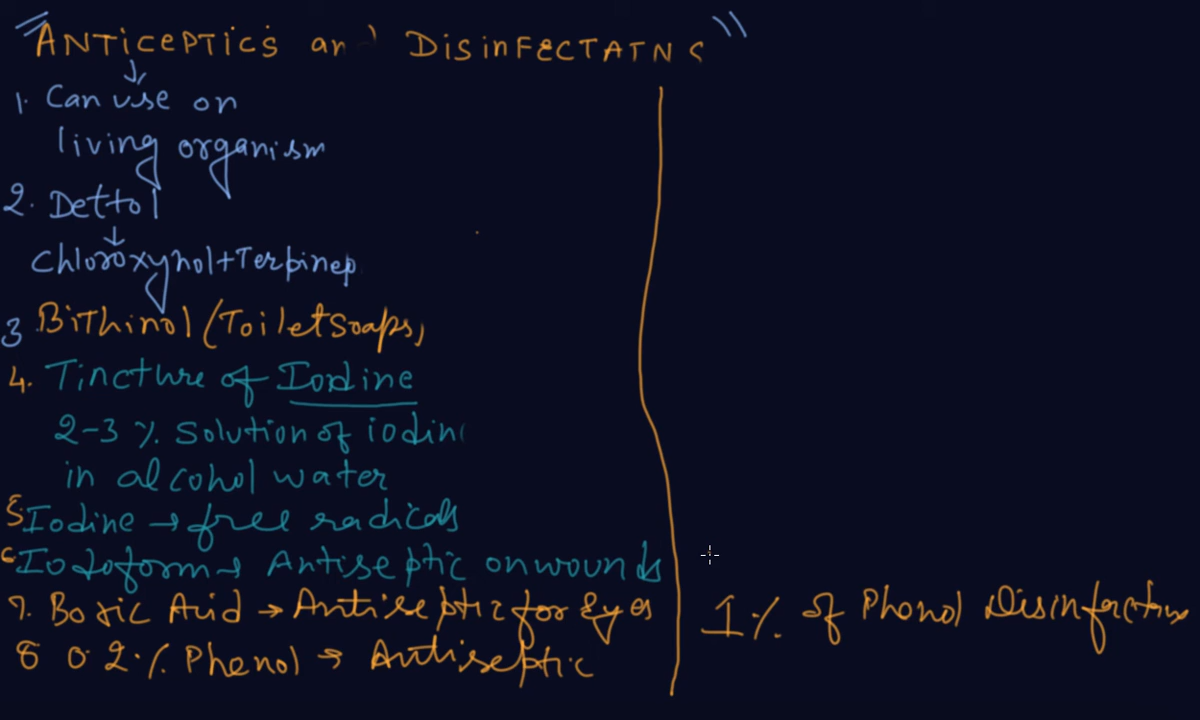 "ANTiCEPTiCS an DiSinFECTATNS"
1. Can use on
living organism
2. Dettol
Chloroxynol+Terpinep
3 BiThinol (ToiletSoaps)
4. Tincture of Iodine
2-3 % Solution of iodin
in alcohol water
5. Iodine → free radicals
6 Iodoform → Antiseptic on wounds
7. Boric Acid → Antiseptic for Eyes
8 0.2% Phenol → Antiseptic
1% of Phenol Disinfectans